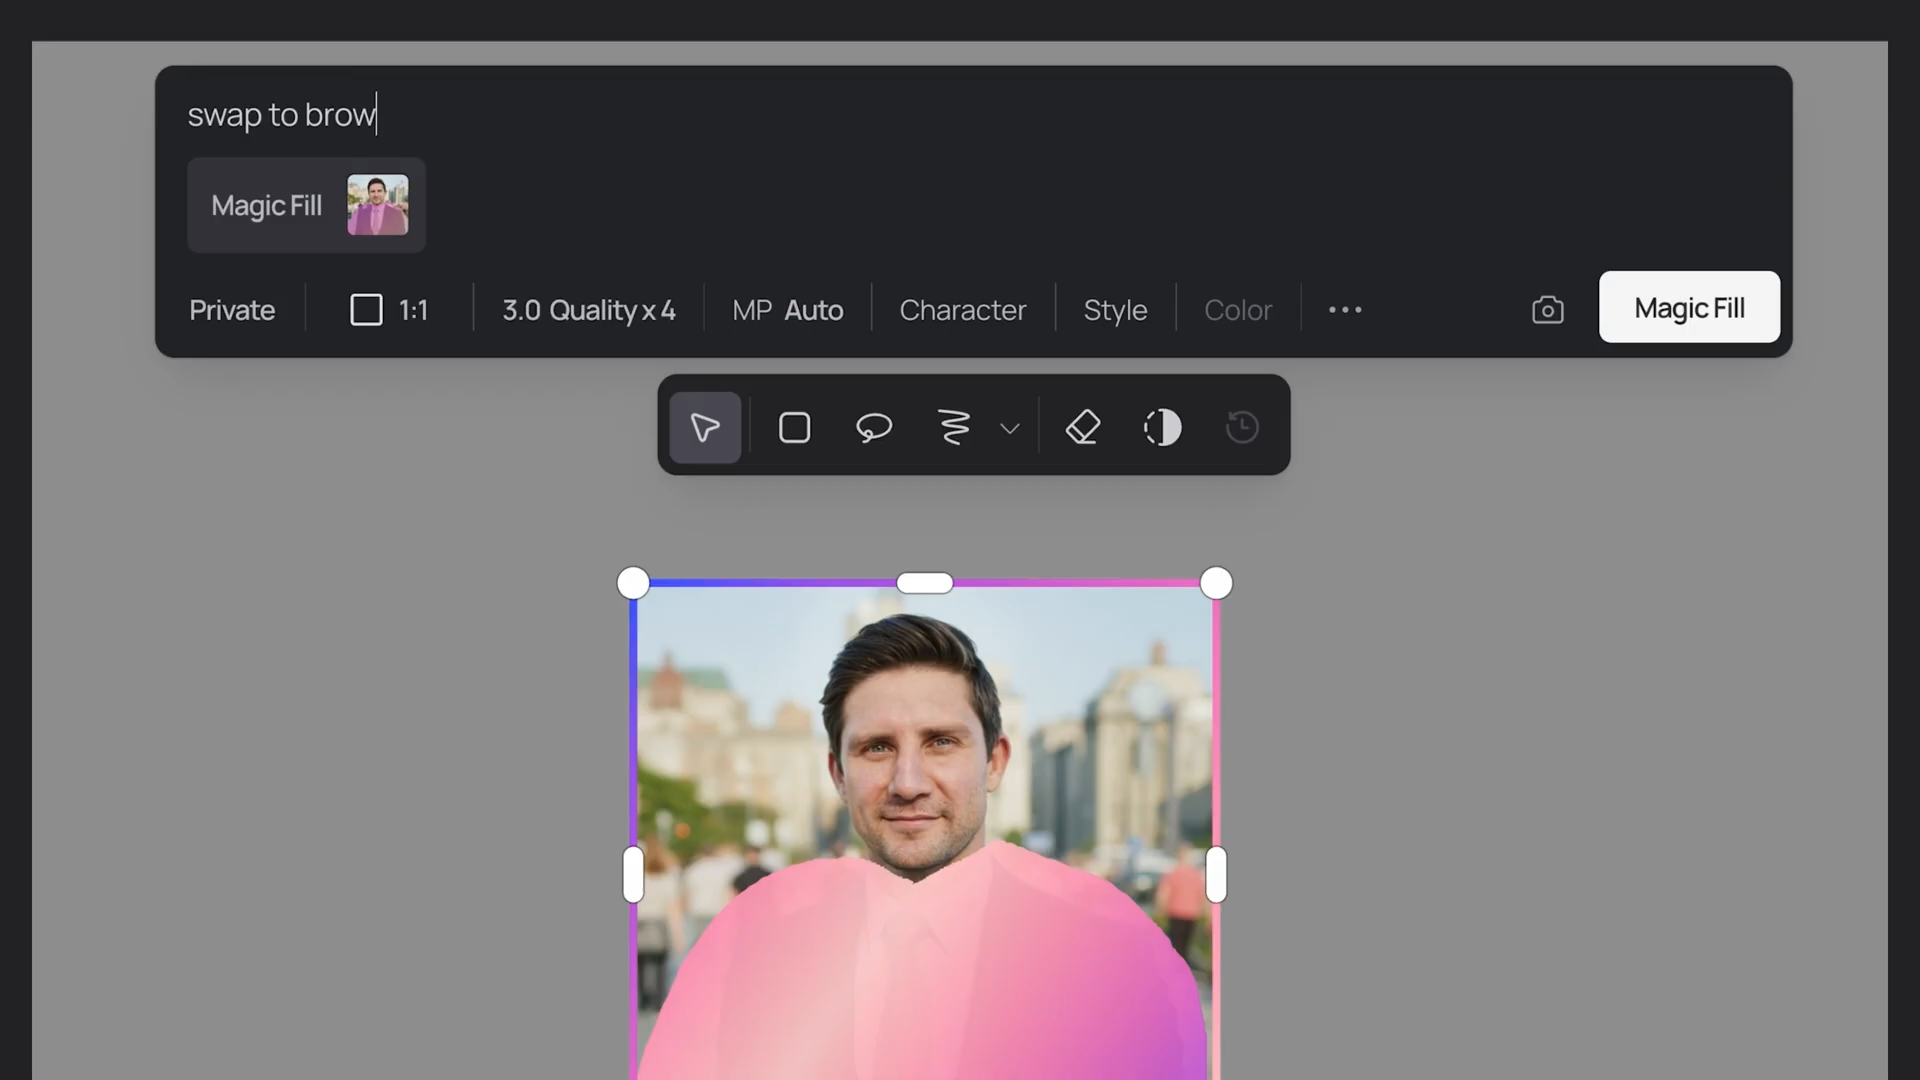 swap to brow
Magic Fill
Private 1:1 3.0 Quality x 4 MP Auto Character Style Color Magic Fill